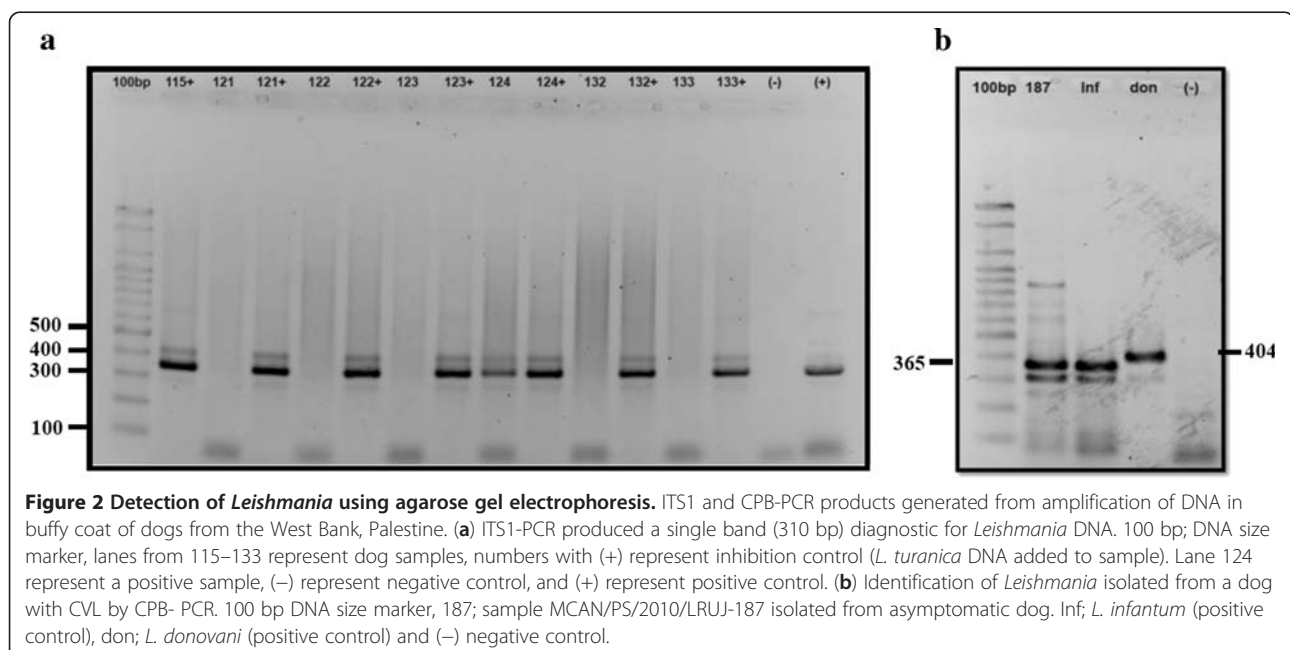 a
100bp 115+ 121 121+ 122 122+ 123 123+ 124 124+ 132 132+ 133 133+ (-) (+)
500
400
300
100
b
100bp 187 Inf don (-)
365
404
Figure 2 Detection of Leishmania using agarose gel electrophoresis. ITS1 and CPB-PCR products generated from amplification of DNA in
buffy coat of dogs from the West Bank, Palestine. (a) ITS1-PCR produced a single band (310 bp) diagnostic for Leishmania DNA. 100 bp; DNA size
marker, lanes from 115–133 represent dog samples, numbers with (+) represent inhibition control (L. turanica DNA added to sample). Lane 124
represent a positive sample, (−) represent negative control, and (+) represent positive control. (b) Identification of Leishmania isolated from a dog
with CVL by CPB- PCR. 100 bp DNA size marker, 187; sample MCAN/PS/2010/LRUJ-187 isolated from asymptomatic dog. Inf; L. infantum (positive
control), don; L. donovani (positive control) and (−) negative control.